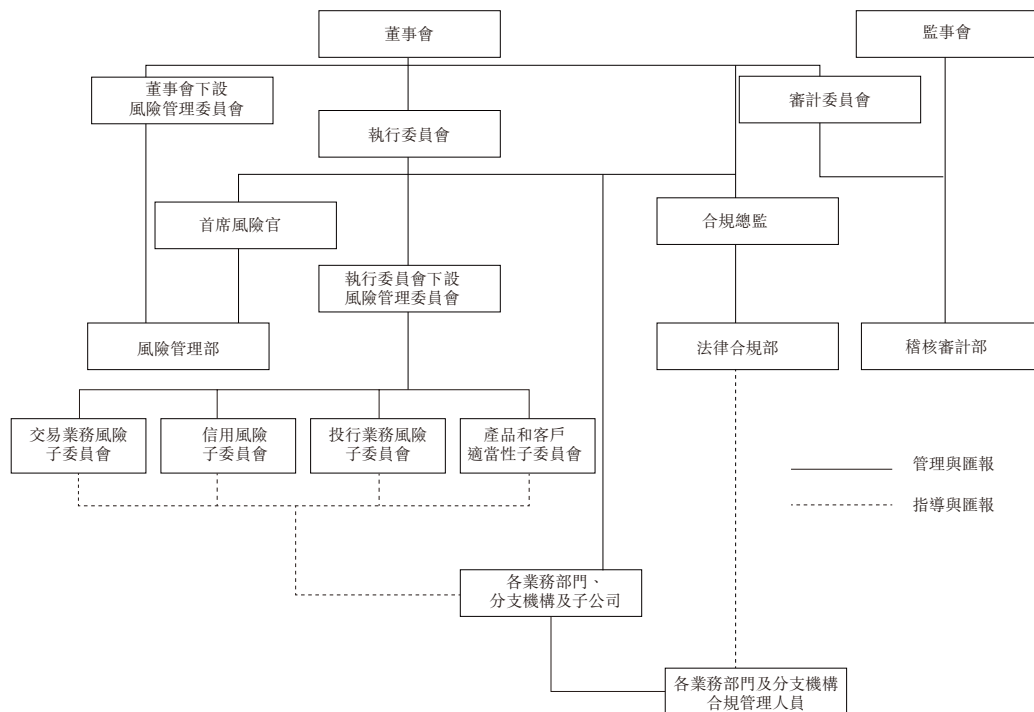 董事會
監事會
董事會下設
風險管理委員會
審計委員會
執行委員會
首席風險官
合規總監
執行委員會下設
風險管理委員會
風險管理部
法律合規部
稽核審計部
交易業務風險
子委員會
信用風險
子委員會
投行業務風險
子委員會
產品和客戶
適當性子委員會
管理與匯報
指導與匯報
各業務部門、
分支機構及子公司
各業務部門及分支機構
合規管理人員